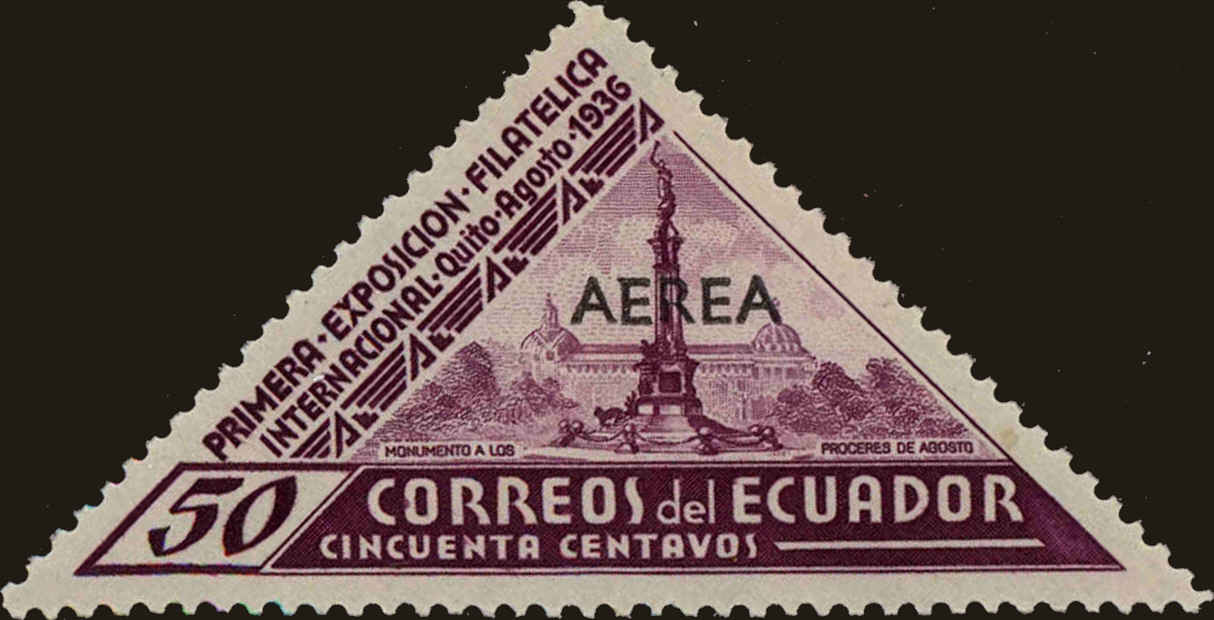 PRIMERA · EXPOSICION · FILATELICA
INTERNACIONAL · Quito · Agosto · 1936
AEREA
MONUMENTO A LOS PROCERES DE AGOSTO
50
CORREOS del ECUADOR
CINCUENTA CENTAVOS